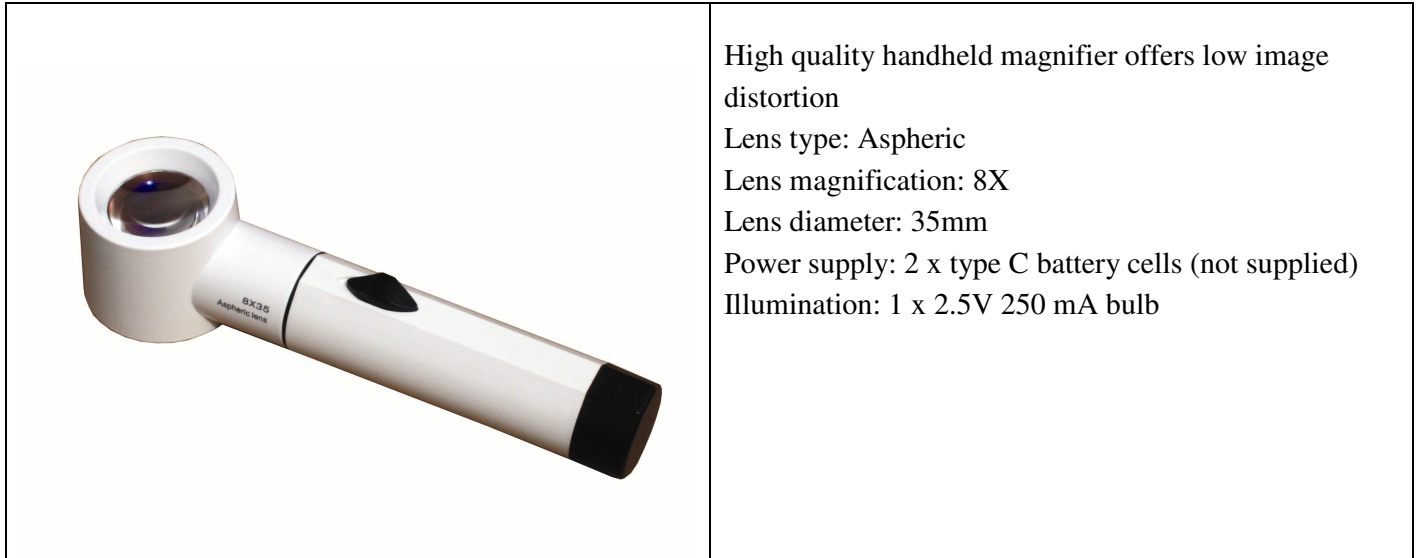 8X35
Aspheric lens
High quality handheld magnifier offers low image
distortion
Lens type: Aspheric
Lens magnification: 8X
Lens diameter: 35mm
Power supply: 2 x type C battery cells (not supplied)
Illumination: 1 x 2.5V 250 mA bulb